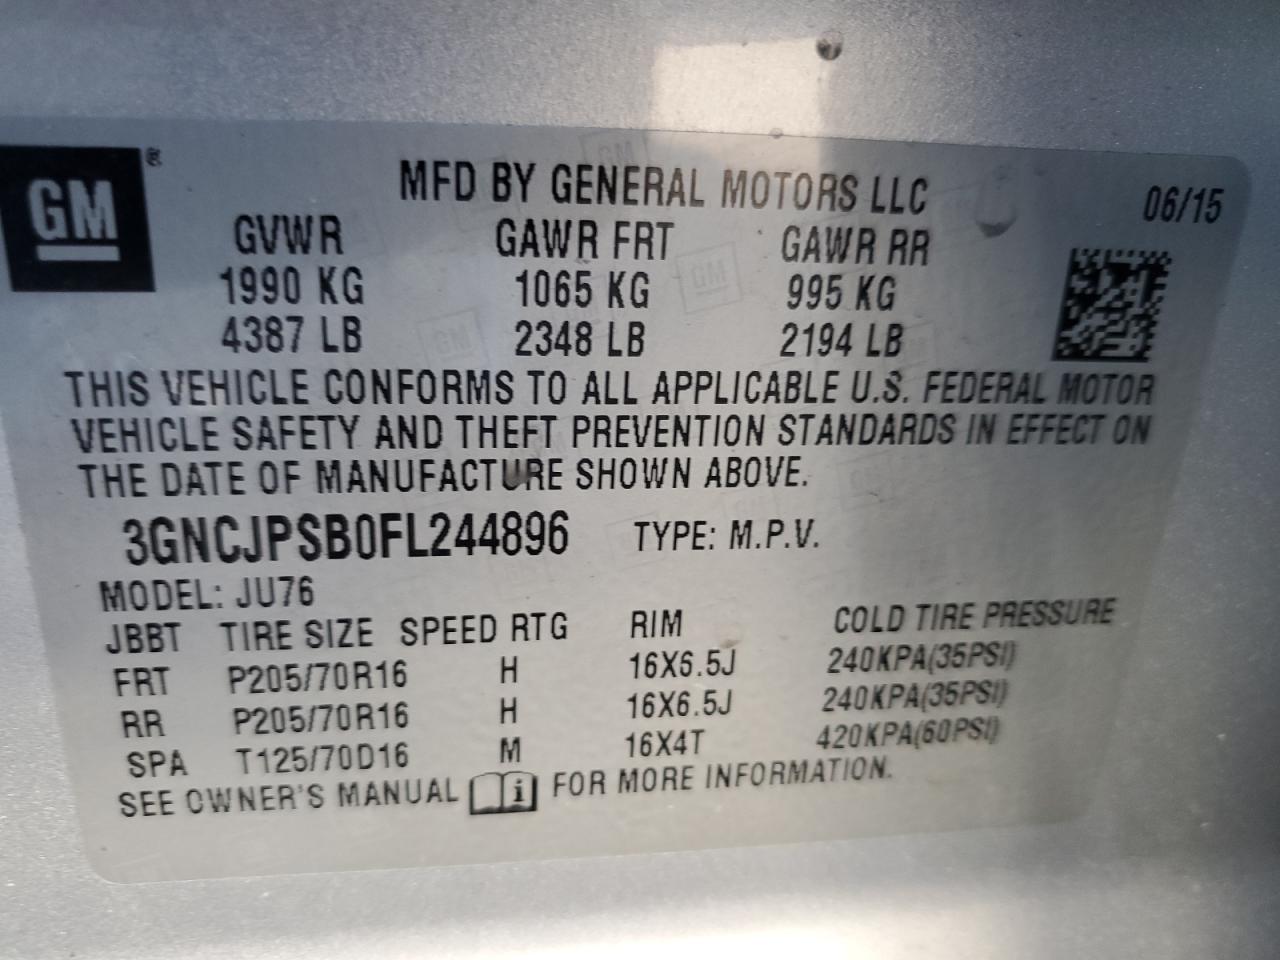 GM®
MFD BY GENERAL MOTORS LLC 06/15
GVWR GAWR FRT GAWR RR
1990 KG 1065 KG 995 KG
4387 LB 2348 LB 2194 LB
THIS VEHICLE CONFORMS TO ALL APPLICABLE U.S. FEDERAL MOTOR
VEHICLE SAFETY AND THEFT PREVENTION STANDARDS IN EFFECT ON
THE DATE OF MANUFACTURE SHOWN ABOVE.
3GNCJPSB0FL244896 TYPE: M.P.V.
MODEL: JU76
JBBT TIRE SIZE SPEED RTG RIM COLD TIRE PRESSURE
FRT P205/70R16 H 16X6.5J 240KPA(35PSI)
RR P205/70R16 H 16X6.5J 240KPA(35PSI)
SPA T125/70D16 M 16X4T 420KPA(60PSI)
SEE OWNER'S MANUAL i FOR MORE INFORMATION.